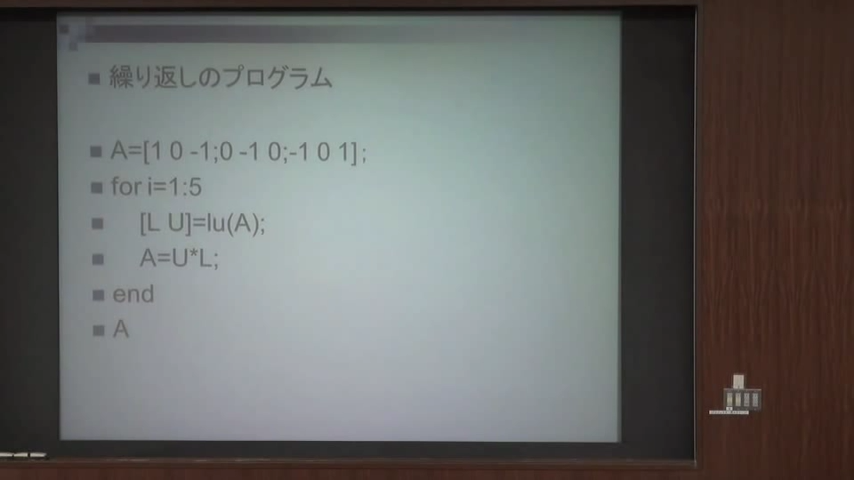 繰り返しのプログラム
A=[1 0 -1;0 -1 0;-1 0 1];
for i=1:5
[L U]=lu(A);
A=U*L;
end
A